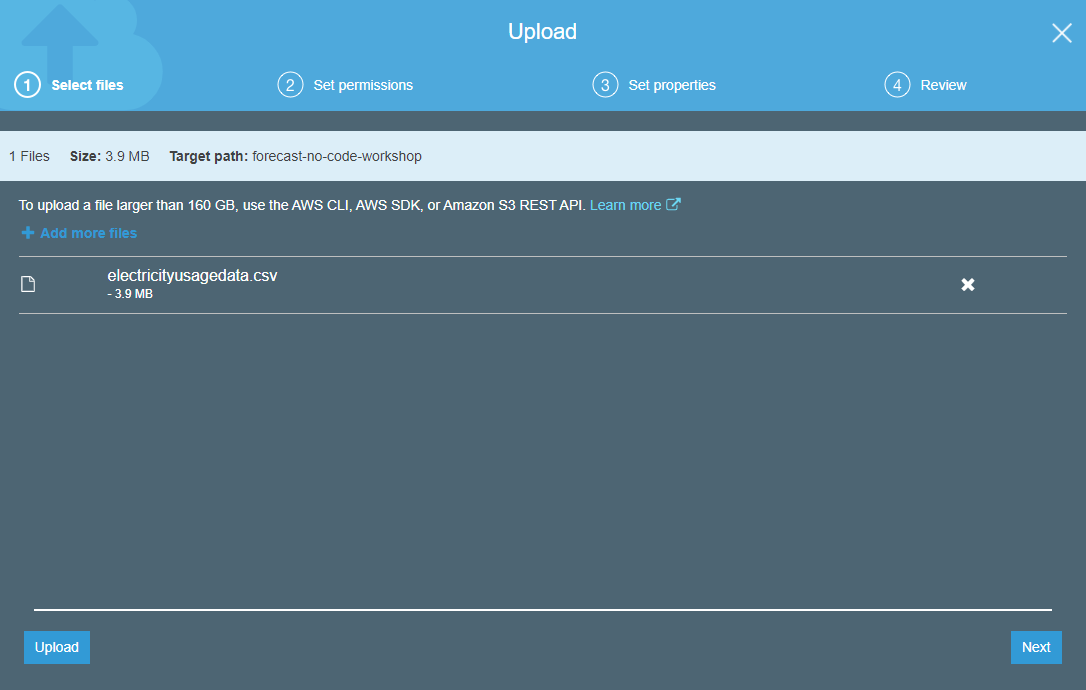 Upload
1 Select files
2 Set permissions
3 Set properties
4 Review
1 Files Size: 3.9 MB Target path: forecast-no-code-workshop
To upload a file larger than 160 GB, use the AWS CLI, AWS SDK, or Amazon S3 REST API. Learn more
Add more files
electricityusagedata.csv
- 3.9 MB
Upload
Next